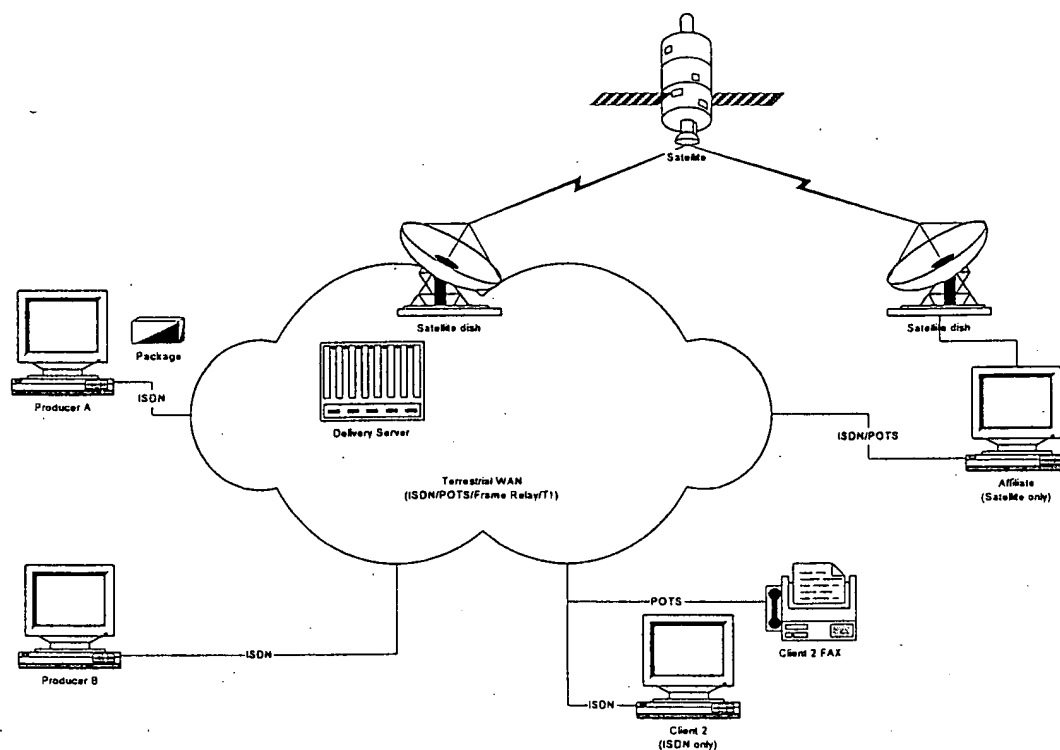 Satellite
Satellite dish
Satellite dish
Package
ISDN
Producer A
Delivery Server
ISDN/POTS
Terrestrial WAN
(ISDN/POTS/Frame Relay/T1)
Affiliate
(Satellite only)
POTS
Client 2 FAX
ISDN
Producer B
ISDN
Client 2
(ISDN only)